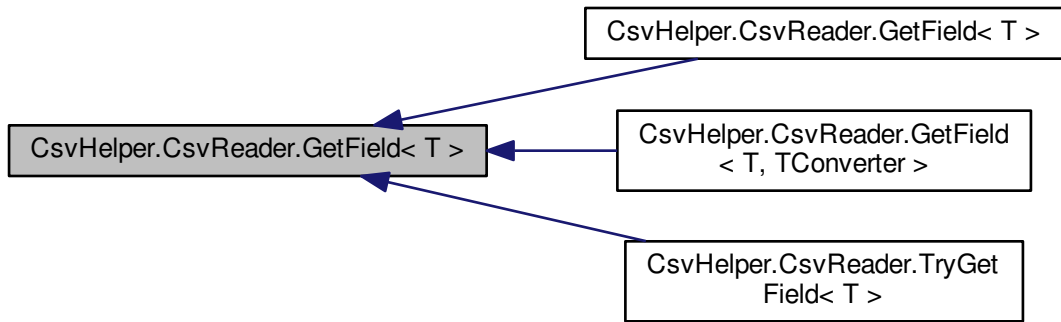 CsvHelper.CsvReader.GetField< T >
CsvHelper.CsvReader.GetField< T >
CsvHelper.CsvReader.GetField
< T, TConverter >
CsvHelper.CsvReader.TryGet
Field< T >